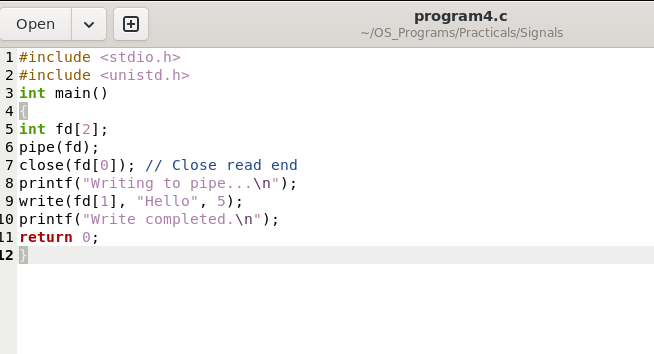 Open
program4.c
~/OS_Programs/Practicals/Signals
1 #include <stdio.h>
2 #include <unistd.h>
3 int main()
4 {
5 int fd[2];
6 pipe(fd);
7 close(fd[0]); // Close read end
8 printf("Writing to pipe...\n");
9 write(fd[1], "Hello", 5);
10 printf("Write completed.\n");
11 return 0;
12 }